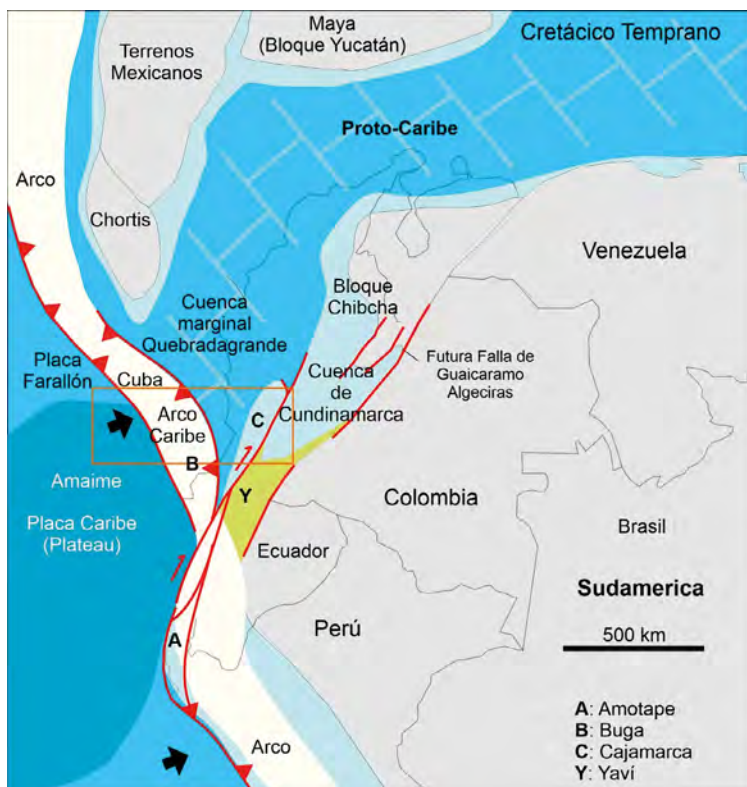 Maya
(Bloque Yucatán)
Cretácico Temprano
Terrenos
Mexicanos
Proto-Caribe
Arco
Chortis
Venezuela
Bloque
Chibcha
Cuenca
marginal
Quebradagrande
Placa
Farallón
Futura Falla de
Guaicaramo
Algeciras
Cuba
Cuenca
de
Cundinamarca
Arco
Caribe
C
B
Amaime
Y
Colombia
Placa Caribe
(Plateau)
Brasil
Ecuador
Sudamerica
Perú
500 km
A
Arco
A: Amotape
B: Buga
C: Cajamarca
Y: Yaví